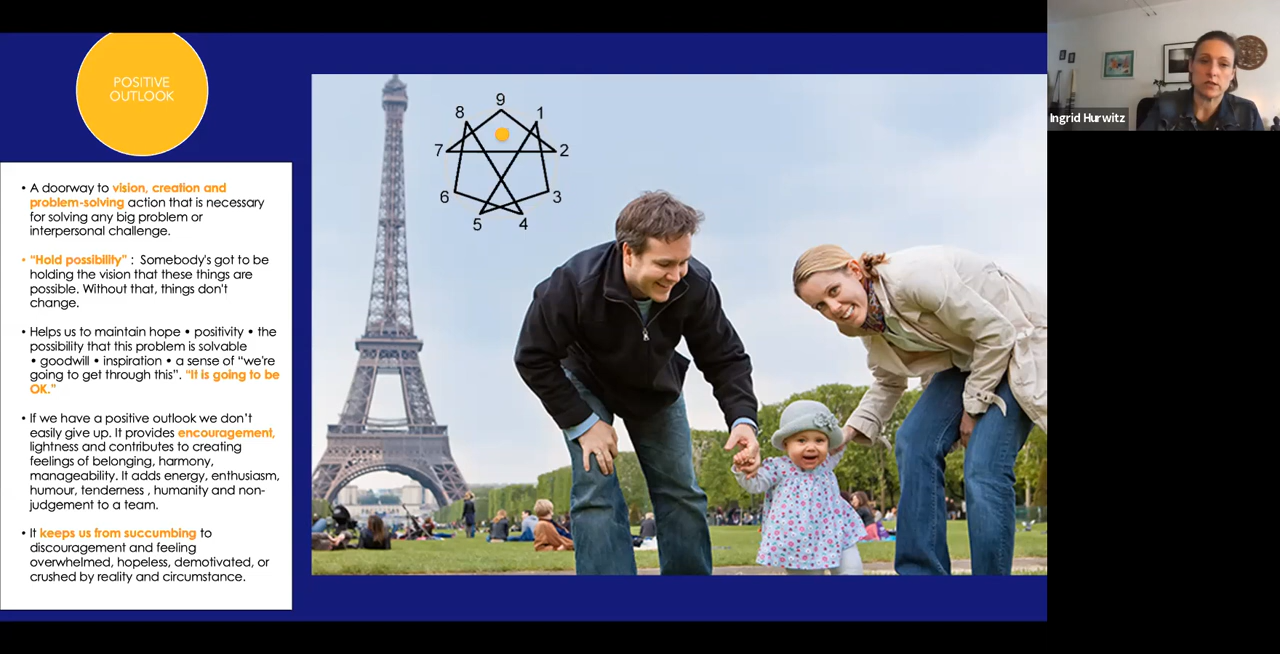 POSITIVE
OUTLOOK
• A doorway to vision, creation and
problem-solving action that is necessary
for solving any big problem or
interpersonal challenge.
• “Hold possibility” : Somebody's got to be
holding the vision that these things are
possible. Without that, things don't
change.
• Helps us to maintain hope • positivity • the
possibility that this problem is solvable
• goodwill • inspiration • a sense of “we're
going to get through this”. “It is going to be
OK.”
• If we have a positive outlook we don’t
easily give up. It provides encouragement,
lightness and contributes to creating
feelings of belonging, harmony,
manageability. It adds energy, enthusiasm,
humour, tenderness , humanity and non-
judgement to a team.
• It keeps us from succumbing to
discouragement and feeling
overwhelmed, hopeless, demotivated, or
crushed by reality and circumstance.
9
8 1
7 2
6 3
5 4
Ingrid Hurwitz